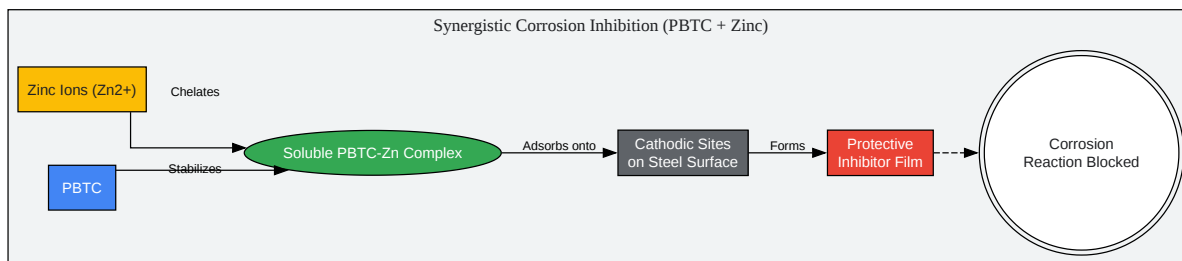 Synergistic Corrosion Inhibition (PBTC + Zinc)
Zinc Ions (Zn2+)
Chelates
PBTC
Stabilizes
Soluble PBTC-Zn Complex
Adsorbs onto
Cathodic Sites
on Steel Surface
Forms
Protective
Inhibitor Film
Corrosion
Reaction Blocked